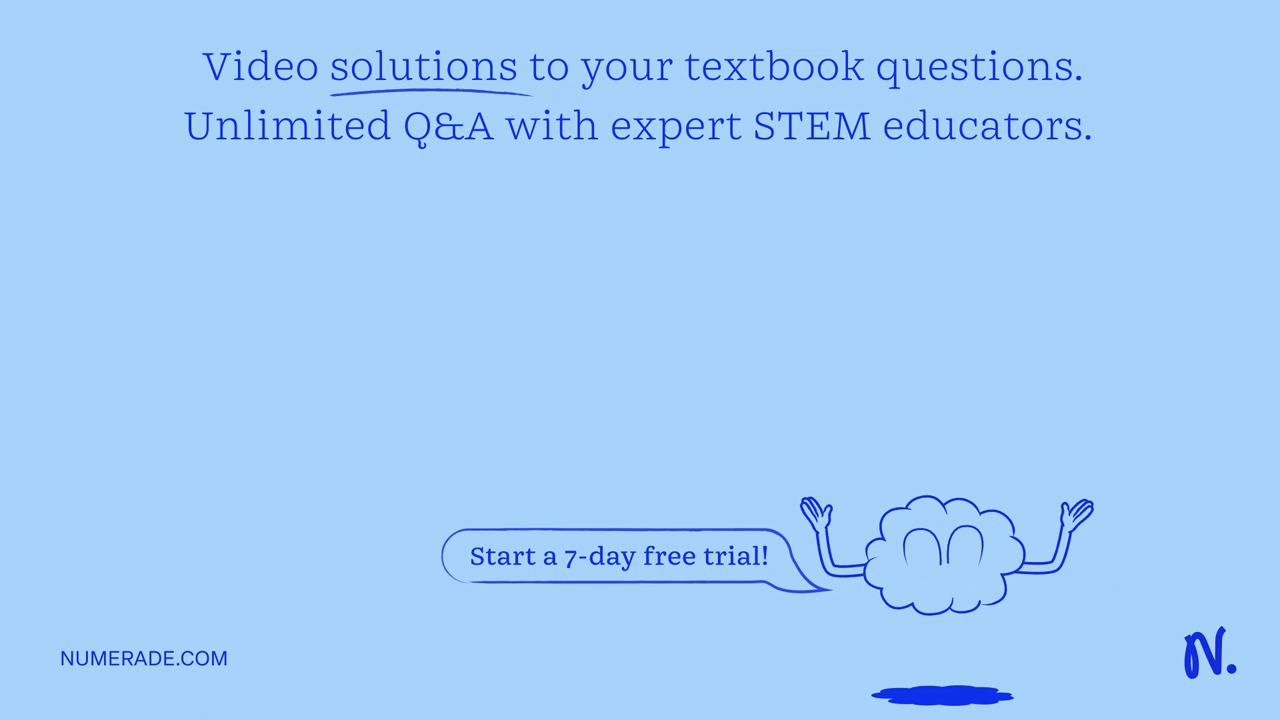 Video solutions to your textbook questions.
Unlimited Q&A with expert STEM educators.
Start a 7-day free trial!
NUMERADE.COM
N.